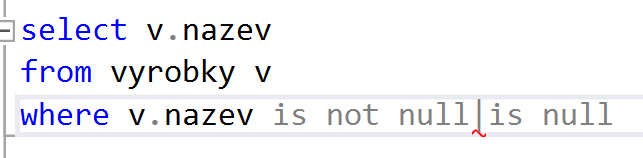 select v.nazev
from vyrobky v
where v.nazev is not null|is null